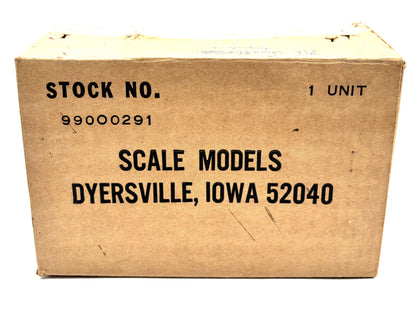 STOCK NO.
1 UNIT
99000291
SCALE MODELS
DYERSVILLE, IOWA 52040